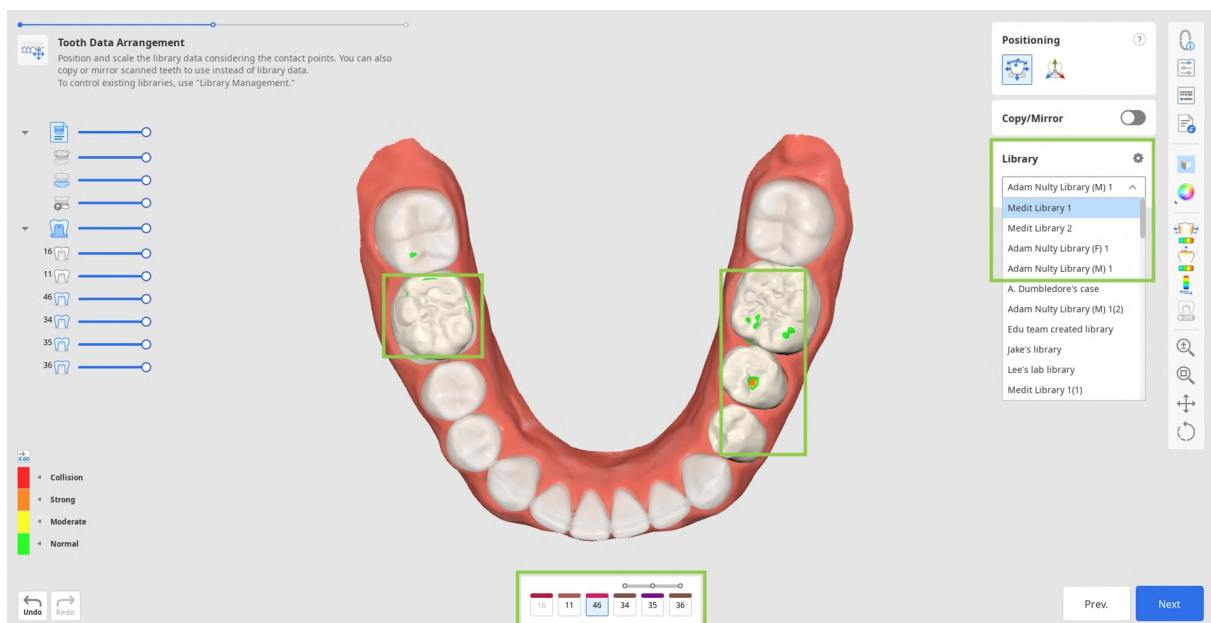 Tooth Data Arrangement
Position and scale the library data considering the contact points. You can also
copy or mirror scanned teeth to use instead of library data.
To control existing libraries, use "Library Management."
16
11
46
34
35
36
0.00
Collision
Strong
Moderate
Normal
Undo
Redo
16 11 46 34 35 36
Positioning ?
Copy/Mirror
Library
Adam Nulty Library (M) 1
Medit Library 1
Medit Library 2
Adam Nulty Library (F) 1
Adam Nulty Library (M) 1
A. Dumbledore's case
Adam Nulty Library (M) 1(2)
Edu team created library
Jake's library
Lee's lab library
Medit Library 1(1)
Prev.
Next